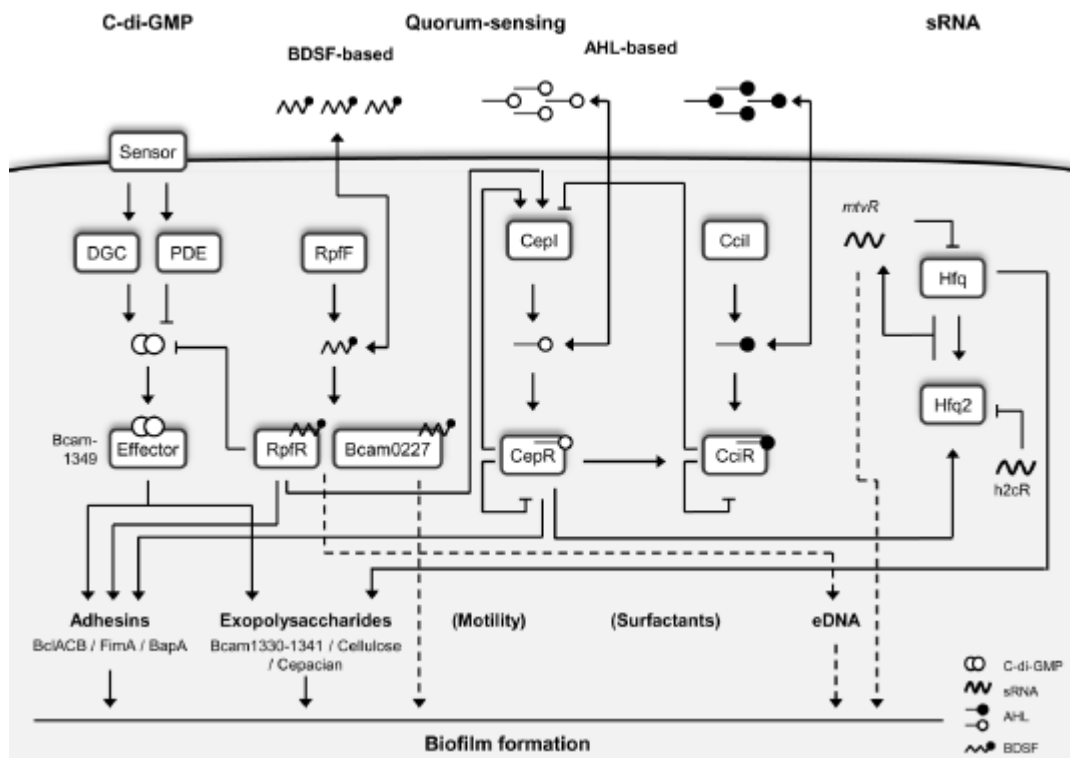 C-di-GMP
Quorum-sensing
sRNA
BDSF-based
AHL-based
Sensor
DGC
PDE
RpfF
CepI
CciI
mtvR
Hfq
Hfq2
h2cR
Bcam-
1349
Effector
RpfR
Bcam0227
CepR
CciR
Adhesins
BclACB / FimA / BapA
Exopolysaccharides
Bcam1330-1341 / Cellulose
/ Cepacian
(Motility)
(Surfactants)
eDNA
C-di-GMP
sRNA
AHL
BDSF
Biofilm formation